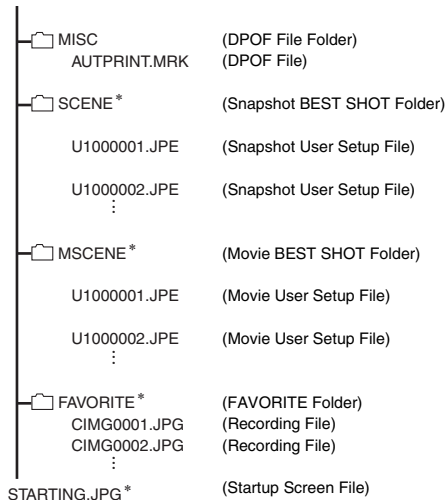 MISC (DPOF File Folder)
AUTPRINT.MRK (DPOF File)
SCENE* (Snapshot BEST SHOT Folder)
U1000001.JPE (Snapshot User Setup File)
U1000002.JPE (Snapshot User Setup File)
⋮
MSCENE* (Movie BEST SHOT Folder)
U1000001.JPE (Movie User Setup File)
U1000002.JPE (Movie User Setup File)
⋮
FAVORITE* (FAVORITE Folder)
CIMG0001.JPG (Recording File)
CIMG0002.JPG (Recording File)
⋮
STARTING.JPG* (Startup Screen File)